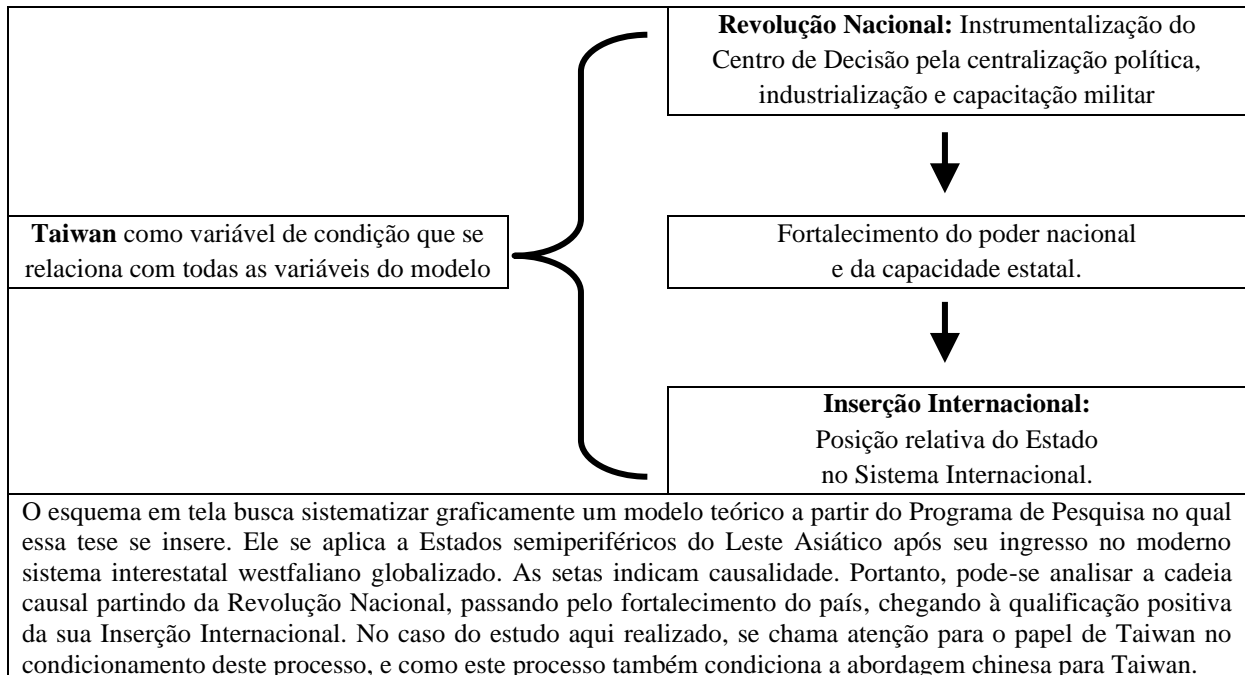 Revolução Nacional: Instrumentalização do
Centro de Decisão pela centralização política,
industrialização e capacitação militar
Taiwan como variável de condição que se
relaciona com todas as variáveis do modelo
Fortalecimento do poder nacional
e da capacidade estatal.
Inserção Internacional:
Posição relativa do Estado
no Sistema Internacional.
O esquema em tela busca sistematizar graficamente um modelo teórico a partir do Programa de Pesquisa no qual
essa tese se insere. Ele se aplica a Estados semiperiféricos do Leste Asiático após seu ingresso no moderno
sistema interestatal westfaliano globalizado. As setas indicam causalidade. Portanto, pode-se analisar a cadeia
causal partindo da Revolução Nacional, passando pelo fortalecimento do país, chegando à qualificação positiva
da sua Inserção Internacional. No caso do estudo aqui realizado, se chama atenção para o papel de Taiwan no
condicionamento deste processo, e como este processo também condiciona a abordagem chinesa para Taiwan.